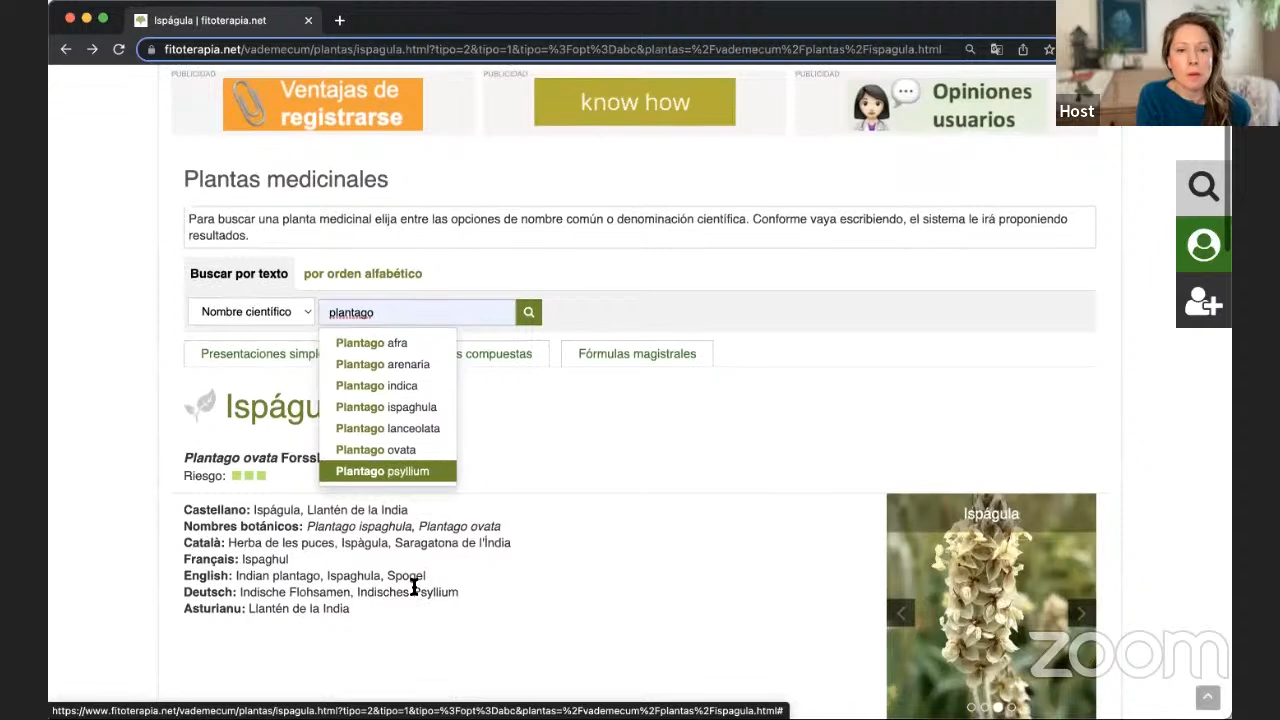 Ispágula | fitoterapia.net
fitoterapia.net/vademecum/plantas/ispagula.html?tipo=2&tipo=1&tipo=%3Fopt%3Dabc&plantas=%2Fvademecum%2Fplantas%2Fispagula.html
Host
PUBLICIDAD
PUBLICIDAD
PUBLICIDAD
Ventajas de
registrarse
know how
Opiniones
usuarios
Plantas medicinales
Para buscar una planta medicinal elija entre las opciones de nombre común o denominación científica. Conforme vaya escribiendo, el sistema le irá proponiendo
resultados.
Buscar por texto
por orden alfabético
Nombre científico
plantago
Plantago afra
Plantago arenaria
Plantago indica
Plantago ispaghula
Plantago lanceolata
Plantago ovata
Plantago psyllium
compuestas
Fórmulas magistrales
Plantago ovata
Riesgo:
Castellano: Ispágula, Llantén de la India
Nombres botánicos: Plantago ispaghula, Plantago ovata
Català: Herba de les puces, Ispàgula, Saragatona de l'Índia
Français: Ispaghul
English: Indian plantago, Ispaghula, Spogel
Deutsch: Indische Flohsamen, Indisches Psyllium
Asturianu: Llantén de la India
Ispágula
zoom
https://www.fitoterapia.net/vademecum/plantas/ispagula.html?tipo=2&tipo=1&tipo=%3Fopt%3Dabc&plantas=%2Fvademecum%2Fplantas%2Fispagula.html#